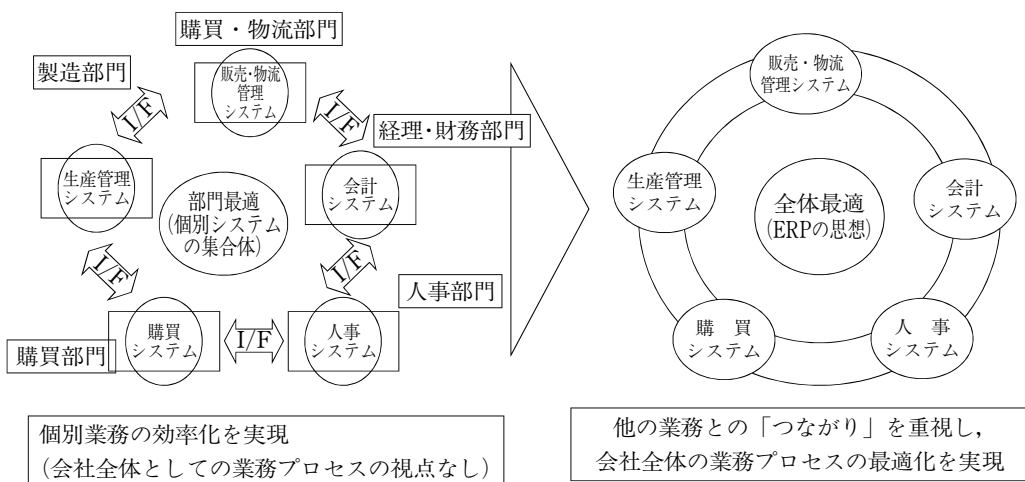 購買・物流部門
製造部門
販売・物流
管理
システム
I/F
I/F
経理・財務部門
生産管理
システム
部門最適
(個別システム
の集合体)
会計
システム
I/F
I/F
人事部門
購買
システム
I/F
人事
システム
購買部門
個別業務の効率化を実現
(会社全体としての業務プロセスの視点なし)
販売・物流
管理システム
生産管理
システム
全体最適
(ERPの思想)
会計
システム
購 買
システム
人 事
システム
他の業務との「つながり」を重視し,
会社全体の業務プロセスの最適化を実現